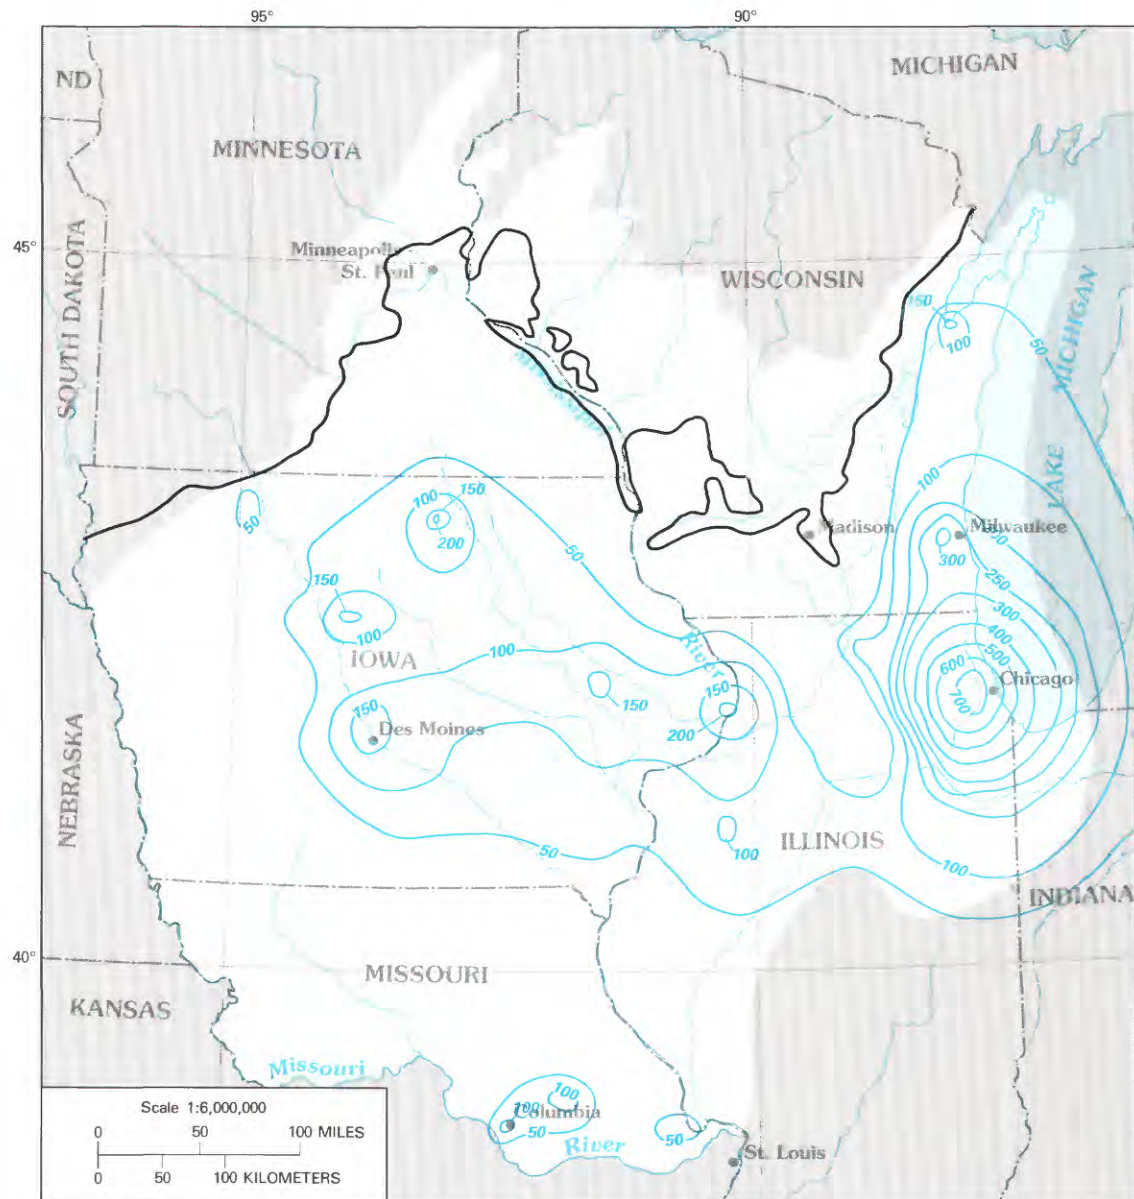 95°
90°
ND
MICHIGAN
MINNESOTA
45°
Minneapolis
St. Paul
WISCONSIN
SOUTH DAKOTA
LAKE MICHIGAN
Mississippi
150
100
50
100
50
100
150
200
50
Madison
Milwaukee
150
300
250
300
400
500
600
700
Chicago
150
100
IOWA
100
River
150
Des Moines
150
150
200
NEBRASKA
ILLINOIS
100
50
100
INDIANA
40°
MISSOURI
KANSAS
Missouri
100
100
Columbia
50
50
River
St. Louis
Scale 1:6,000,000
0 50 100 MILES
0 50 100 KILOMETERS